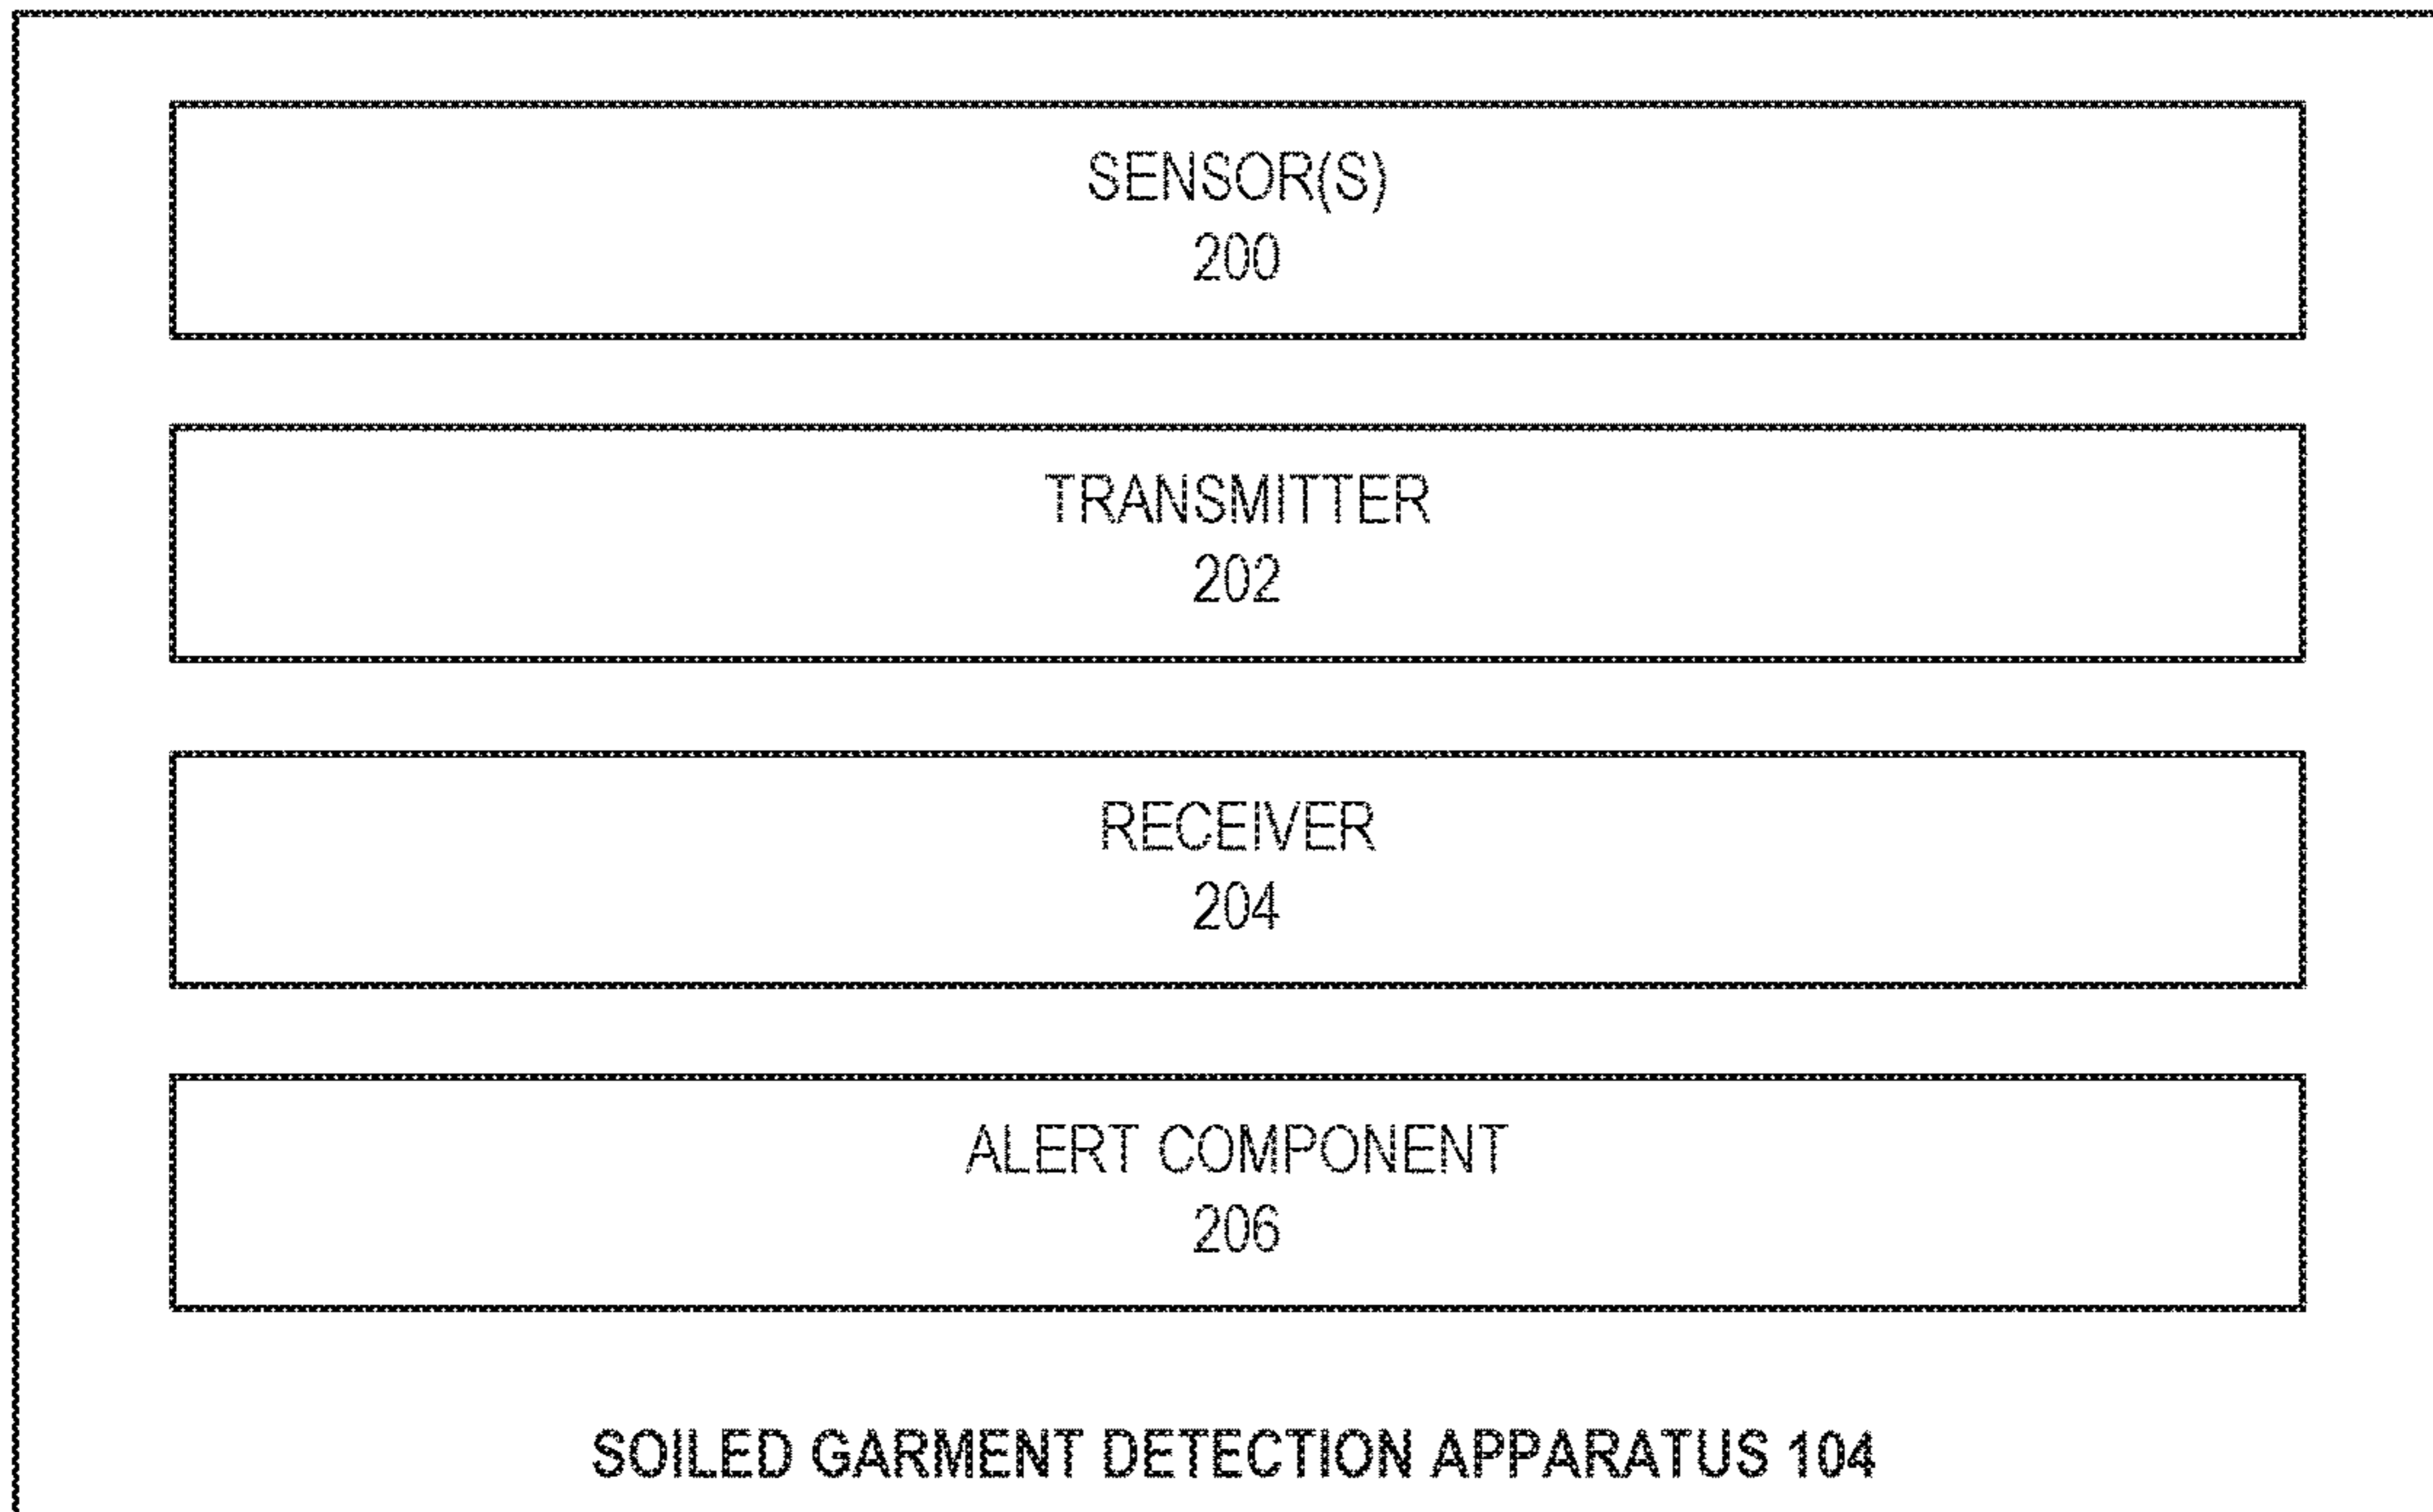 SENSOR(S)
200
TRANSMITTER
202
RECEIVER
204
ALERT COMPONENT
206
SOILED GARMENT DETECTION APPARATUS 104